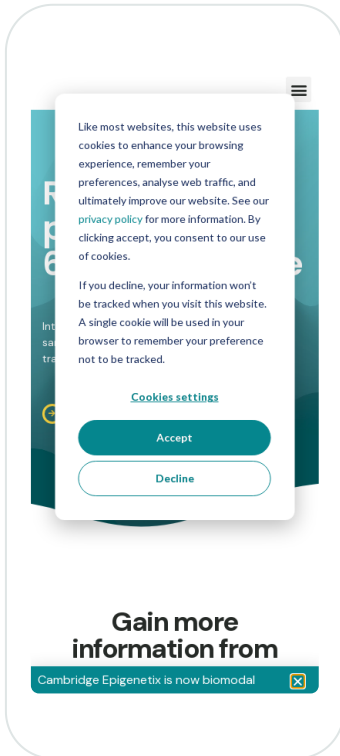 Like most websites, this website uses
cookies to enhance your browsing
experience, remember your
preferences, analyse web traffic, and
ultimately improve our website. See our
privacy policy for more information. By
clicking accept, you consent to our use
of cookies.
If you decline, your information won't
be tracked when you visit this website.
A single cookie will be used in your
browser to remember your preference
not to be tracked.
Cookies settings
Accept
Decline
Gain more
information from
Cambridge Epigenetix is now biomodal